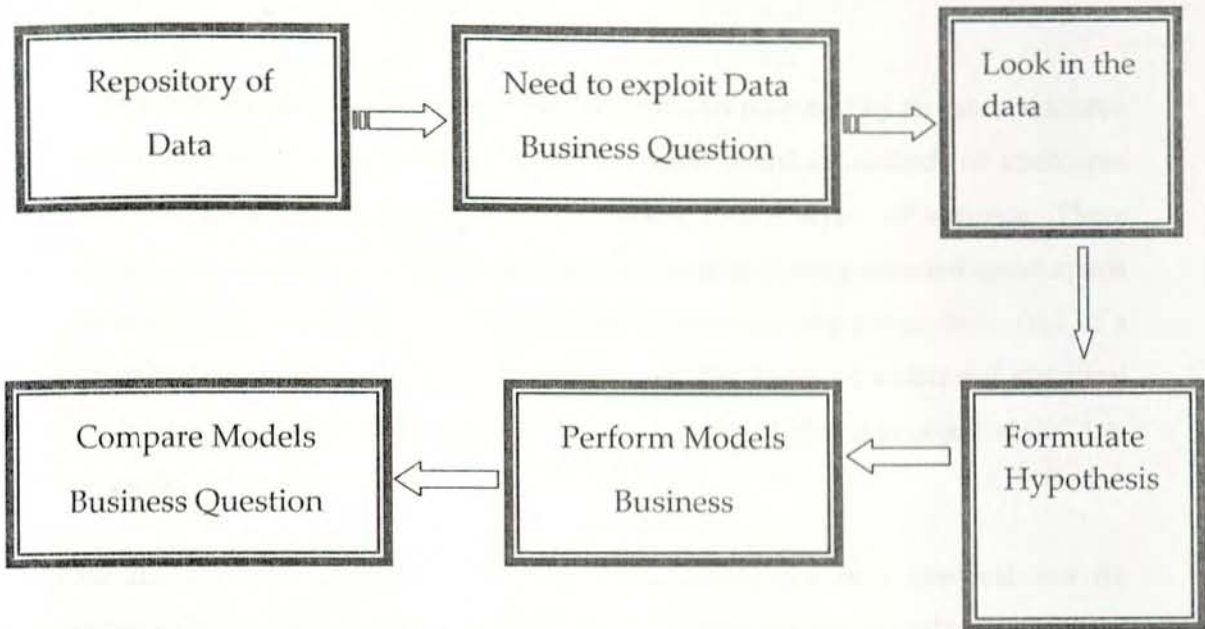 Repository of
Data
Need to exploit Data
Business Question
Look in the
data
Formulate
Hypothesis
Perform Models
Business
Compare Models
Business Question